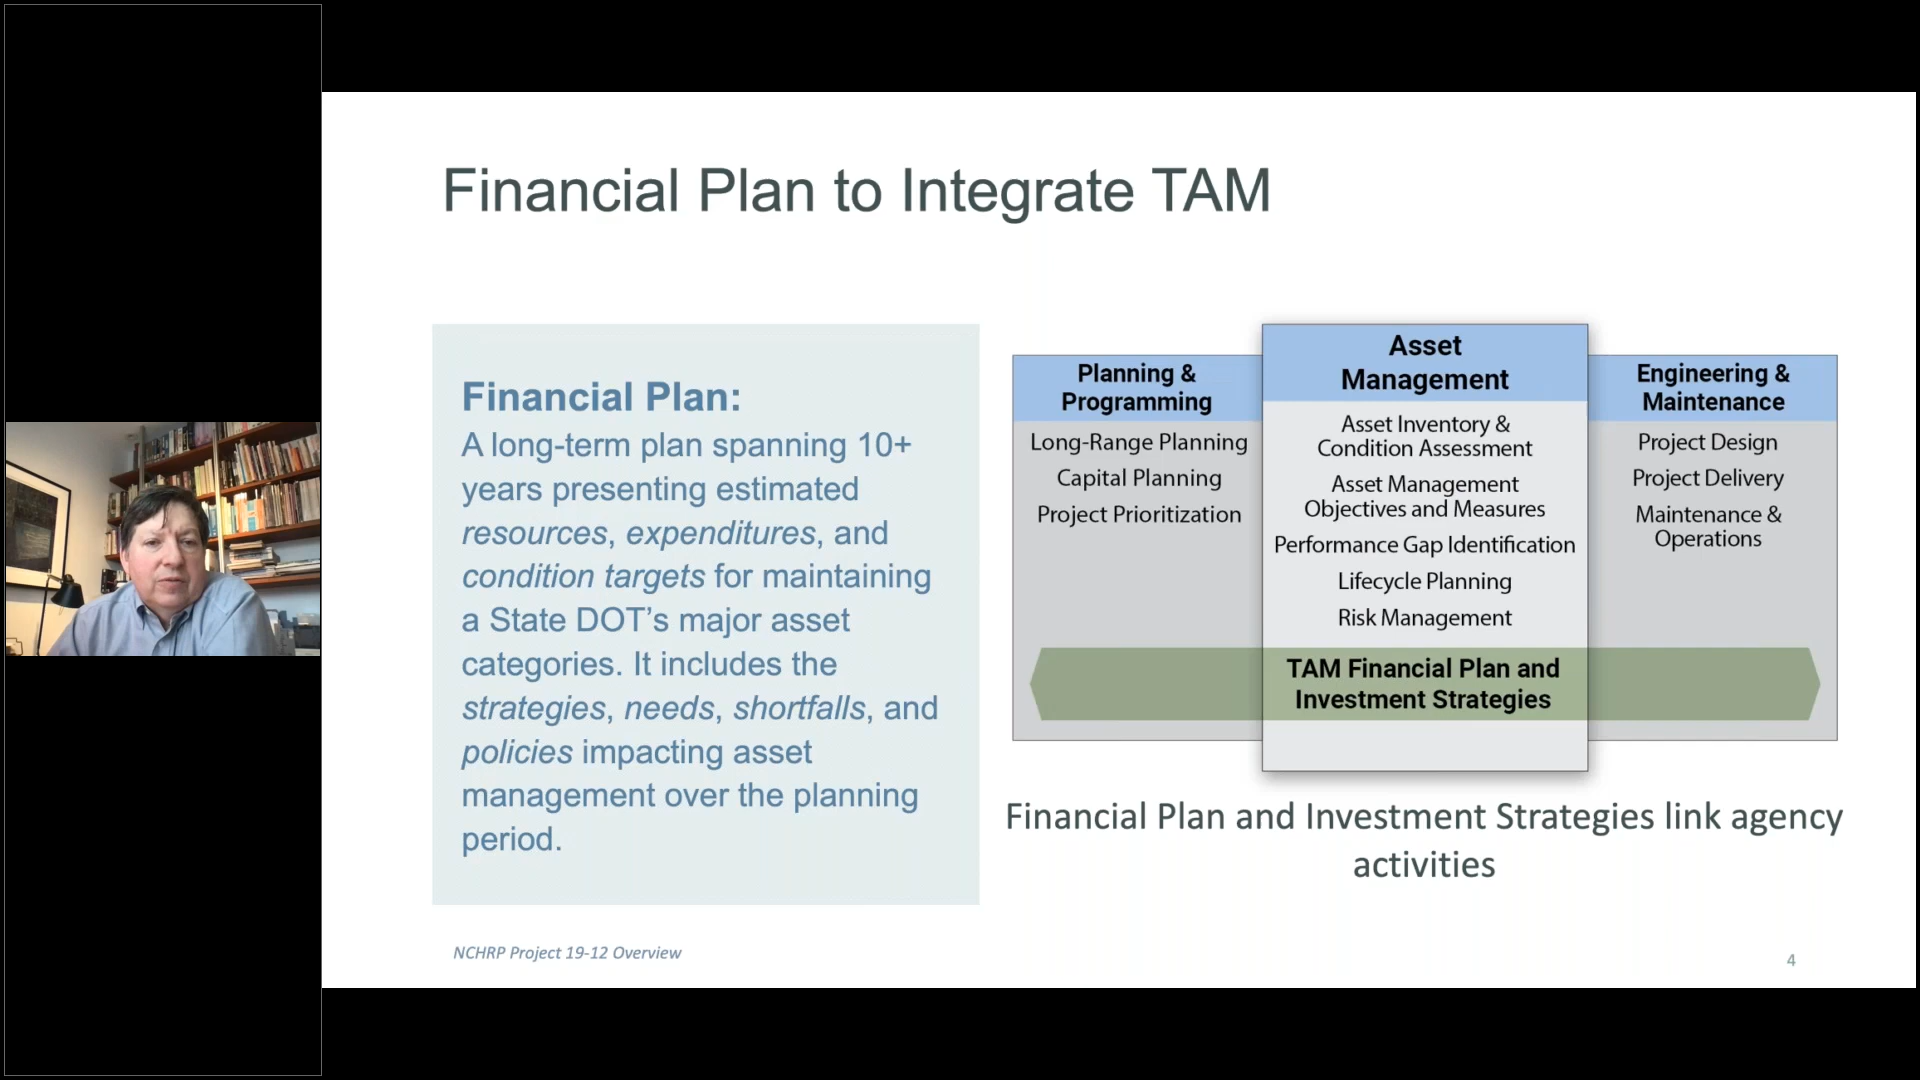 Financial Plan to Integrate TAM
Financial Plan:
A long-term plan spanning 10+
years presenting estimated
resources, expenditures, and
condition targets for maintaining
a State DOT’s major asset
categories. It includes the
strategies, needs, shortfalls, and
policies impacting asset
management over the planning
period.
Planning &
Programming
Long-Range Planning
Capital Planning
Project Prioritization
Asset
Management
Asset Inventory &
Condition Assessment
Asset Management
Objectives and Measures
Performance Gap Identification
Lifecycle Planning
Risk Management
Engineering &
Maintenance
Project Design
Project Delivery
Maintenance &
Operations
TAM Financial Plan and
Investment Strategies
Financial Plan and Investment Strategies link agency
activities
NCHRP Project 19-12 Overview
4